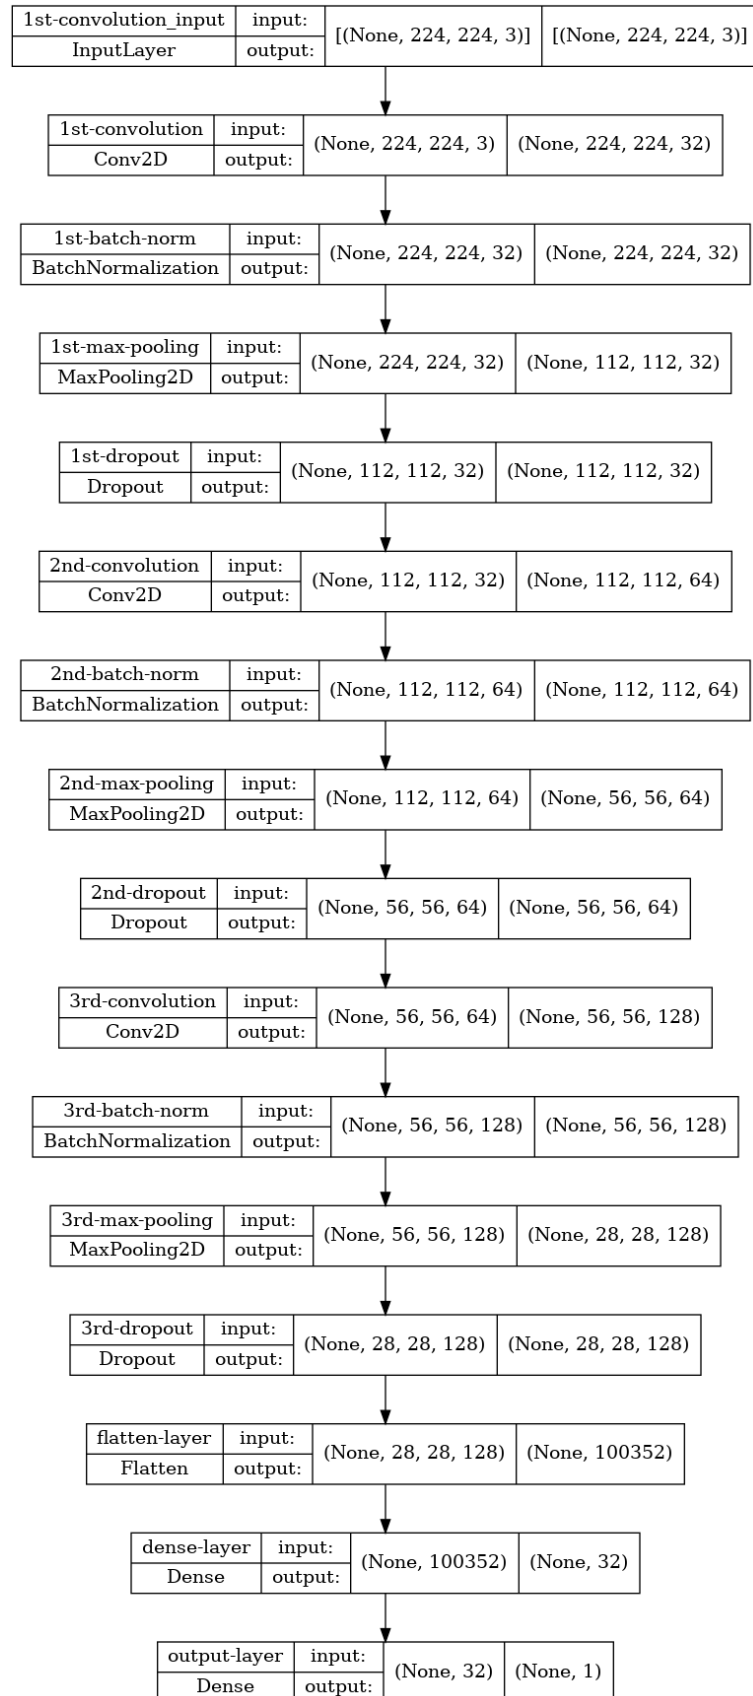 1st-convolution_input input: [(None, 224, 224, 3)] [(None, 224, 224, 3)]
InputLayer output:
1st-convolution input: (None, 224, 224, 3) (None, 224, 224, 32)
Conv2D output:
1st-batch-norm input: (None, 224, 224, 32) (None, 224, 224, 32)
BatchNormalization output:
1st-max-pooling input: (None, 224, 224, 32) (None, 112, 112, 32)
MaxPooling2D output:
1st-dropout input: (None, 112, 112, 32) (None, 112, 112, 32)
Dropout output:
2nd-convolution input: (None, 112, 112, 32) (None, 112, 112, 64)
Conv2D output:
2nd-batch-norm input: (None, 112, 112, 64) (None, 112, 112, 64)
BatchNormalization output:
2nd-max-pooling input: (None, 112, 112, 64) (None, 56, 56, 64)
MaxPooling2D output:
2nd-dropout input: (None, 56, 56, 64) (None, 56, 56, 64)
Dropout output:
3rd-convolution input: (None, 56, 56, 64) (None, 56, 56, 128)
Conv2D output:
3rd-batch-norm input: (None, 56, 56, 128) (None, 56, 56, 128)
BatchNormalization output:
3rd-max-pooling input: (None, 56, 56, 128) (None, 28, 28, 128)
MaxPooling2D output:
3rd-dropout input: (None, 28, 28, 128) (None, 28, 28, 128)
Dropout output:
flatten-layer input: (None, 28, 28, 128) (None, 100352)
Flatten output:
dense-layer input: (None, 100352) (None, 32)
Dense output:
output-layer input: (None, 32) (None, 1)
Dense output: